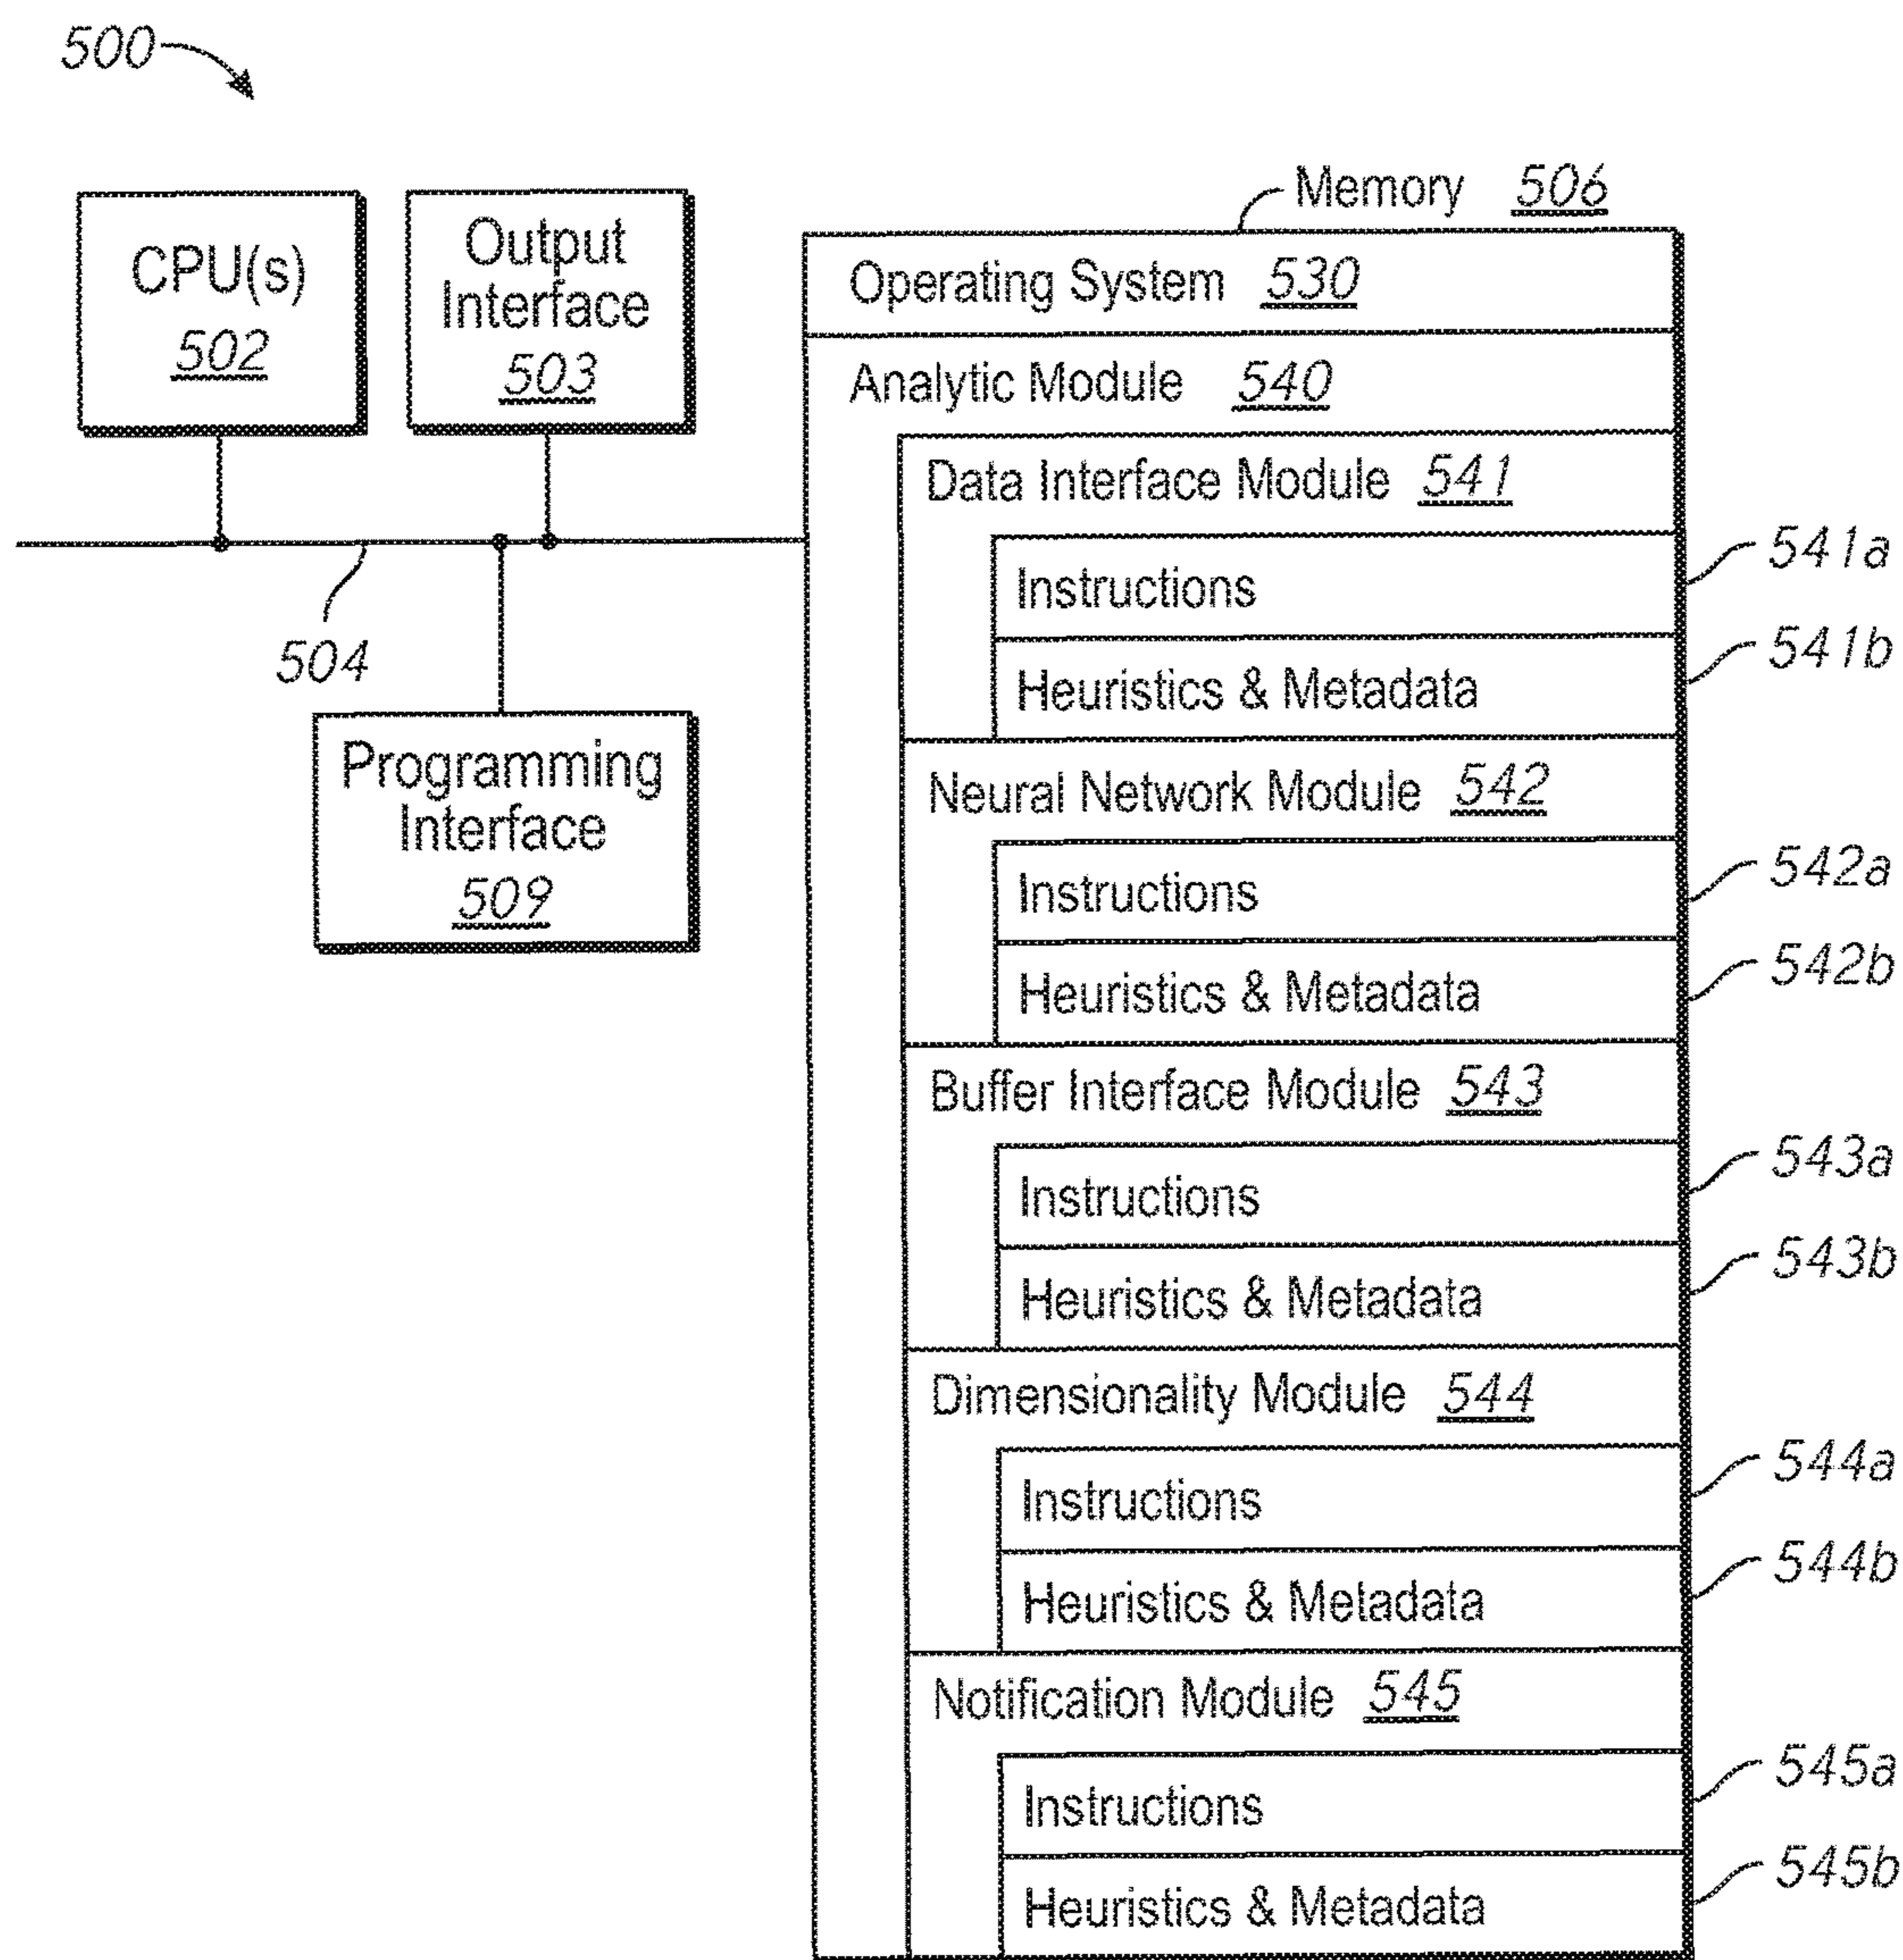 500
CPU(s)
502
Output
Interface
503
504
Programming
Interface
509
Memory 506
Operating System 530
Analytic Module 540
Data Interface Module 541
Instructions
541a
Heuristics & Metadata
541b
Neural Network Module 542
Instructions
542a
Heuristics & Metadata
542b
Buffer Interface Module 543
Instructions
543a
Heuristics & Metadata
543b
Dimensionality Module 544
Instructions
544a
Heuristics & Metadata
544b
Notification Module 545
Instructions
545a
Heuristics & Metadata
545b